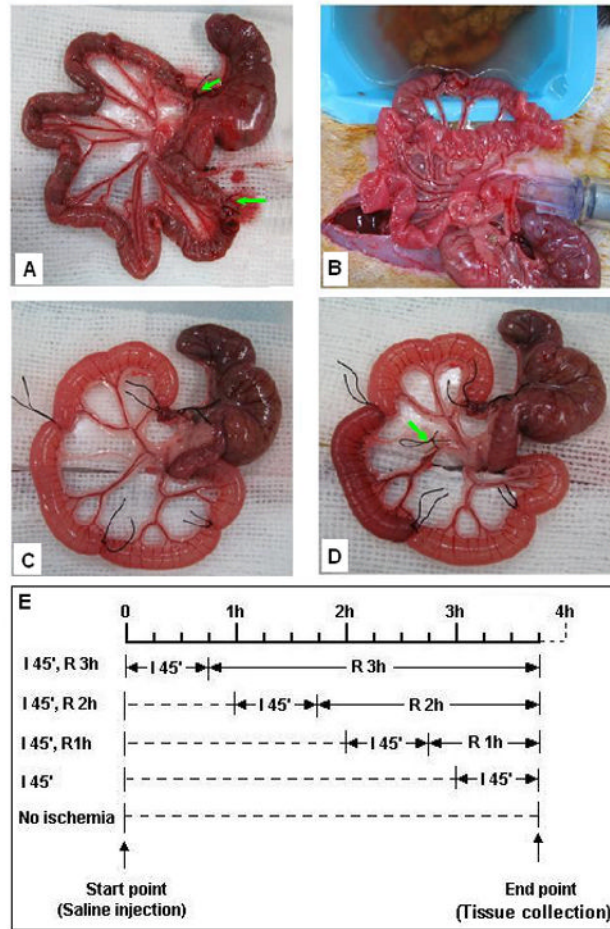 A
B
C
D
E
0 1h 2h 3h 4h
I 45', R 3h I 45' R 3h
I 45', R 2h I 45' R 2h
I 45', R1h I 45' R 1h
I 45' I 45'
No ischemia
Start point End point
(Saline injection) (Tissue collection)